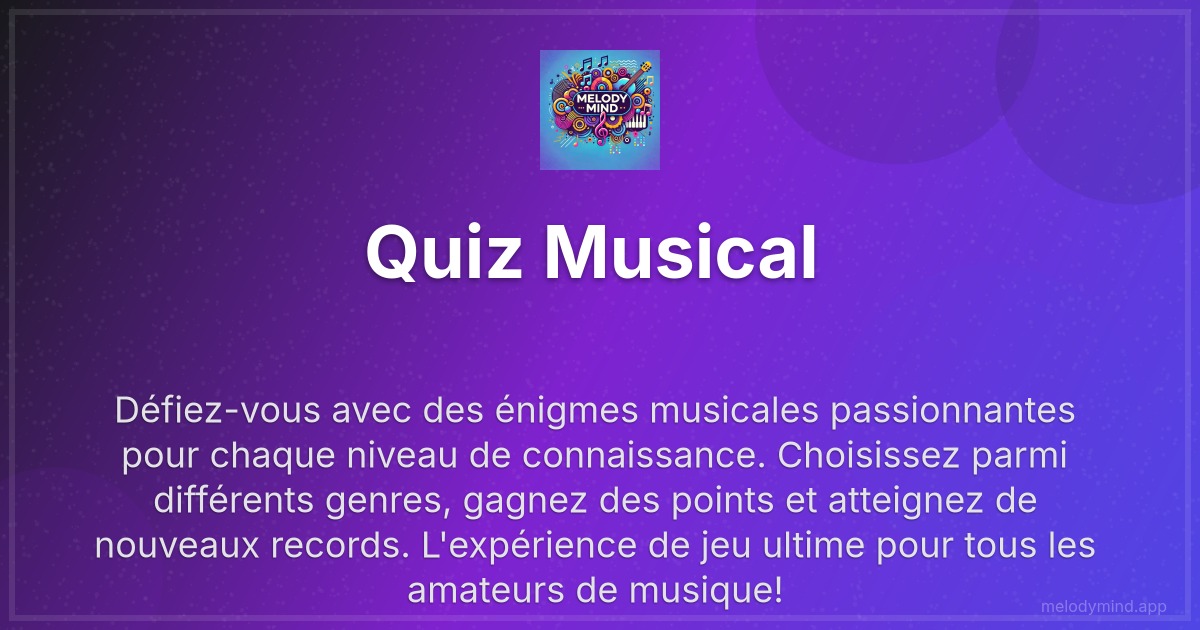 MELODY
MIND
Quiz Musical
Défiez-vous avec des énigmes musicales passionnantes
pour chaque niveau de connaissance. Choisissez parmi
différents genres, gagnez des points et atteignez de
nouveaux records. L'expérience de jeu ultime pour tous les
amateurs de musique!
melodymind.app